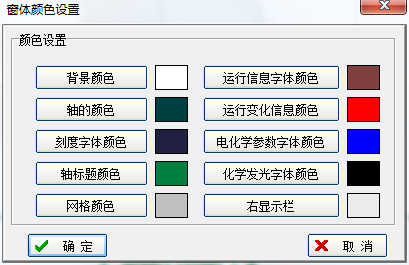 窗体颜色设置
颜色设置
背景颜色 运行信息字体颜色
轴的颜色 运行变化信息颜色
刻度字体颜色 电化学参数字体颜色
轴标题颜色 化学发光字体颜色
网格颜色 右显示栏
确 定 取 消